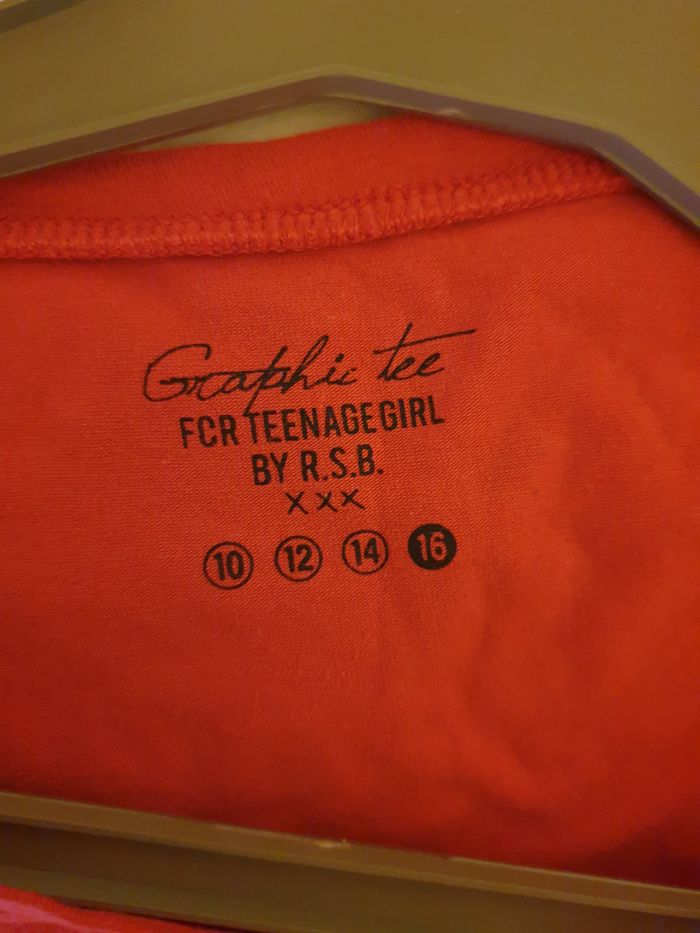 Graphic tee
FCR TEENAGE GIRL
BY R.S.B.
XXX
10 12 14 16